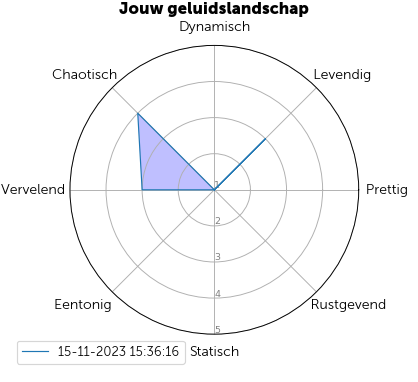 Jouw geluidslandschap
Dynamisch
Chaotisch
Levendig
Vervelend
1
Prettig
2
3
Eentonig
4
Rustgevend
5
15-11-2023 15:36:16
Statisch